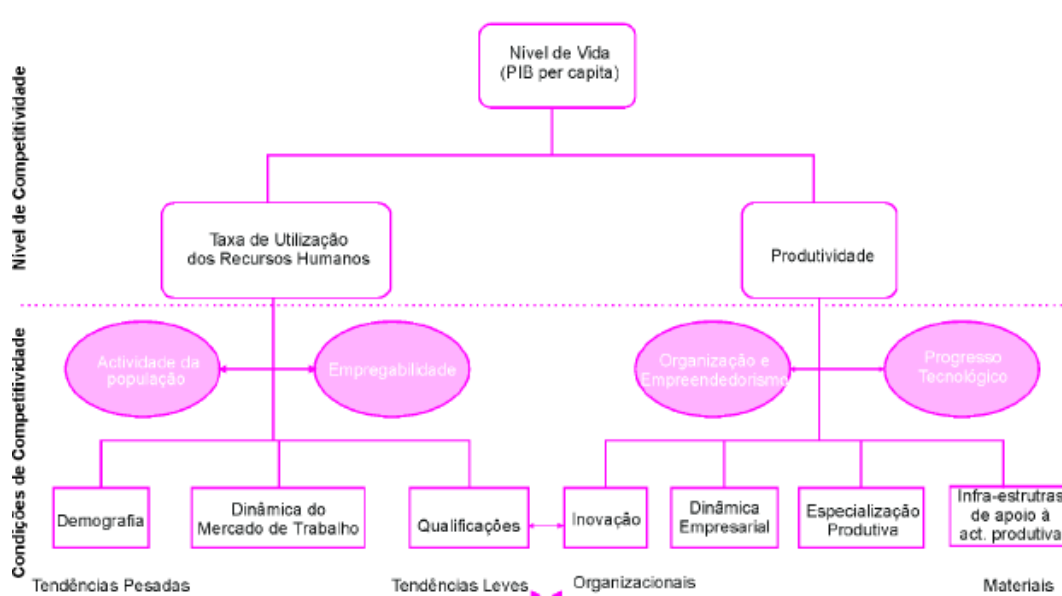 Nível de Vida
(PIB per capita)
Nível de Competitividade
Taxa de Utilização
dos Recursos Humanos
Produtividade
Condições de Competitividade
Actividade da
população
Empregabilidade
Organização e
Empreendedorismo
Progresso
Tecnológico
Demografia
Dinâmica do
Mercado de Trabalho
Qualificações
Inovação
Dinâmica
Empresarial
Especialização
Produtiva
Infra-estrutras
de apoio à
act. produtiva
Tendências Pesadas
Tendências Leves
Organizacionais
Materiais